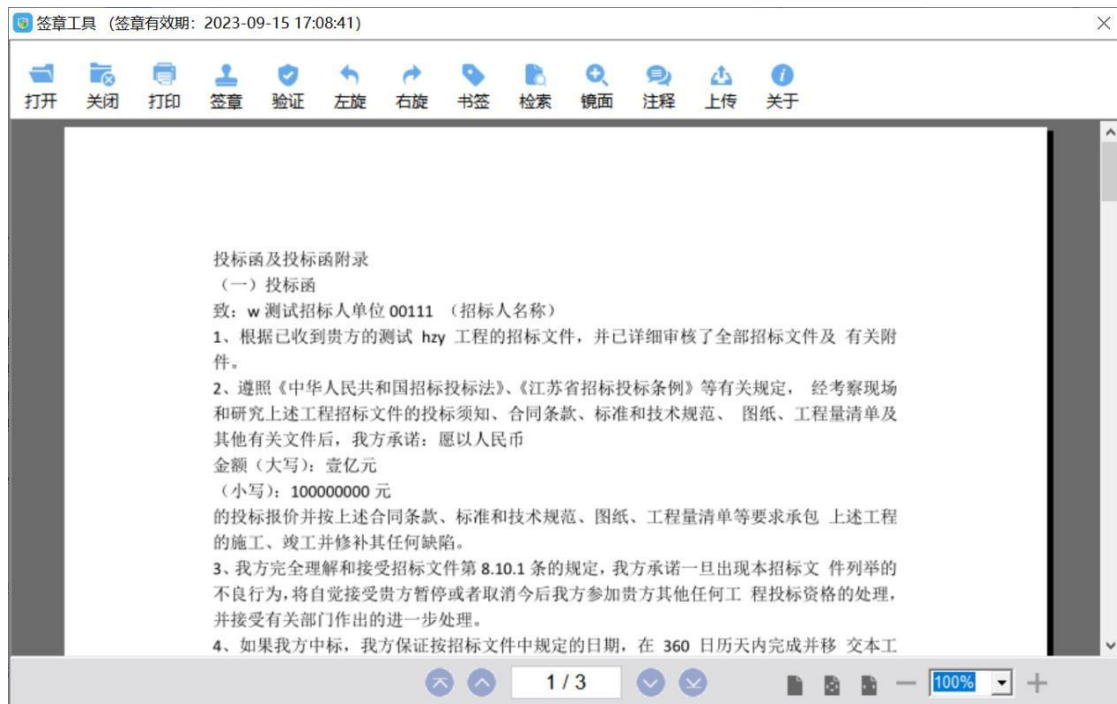 签章工具 (签章有效期: 2023-09-15 17:08:41)
打开 关闭 打印 签章 验证 左旋 右旋 书签 检索 镜面 注释 上传 关于
投标函及投标函附录
（一）投标函
致：w 测试招标人单位 00111 （招标人名称）
1、根据已收到贵方的测试 hzy 工程的招标文件，并已详细审核了全部招标文件及 有关附
件。
2、遵照《中华人民共和国招标投标法》、《江苏省招标投标条例》等有关规定， 经考察现场
和研究上述工程招标文件的投标须知、合同条款、标准和技术规范、 图纸、工程量清单及
其他有关文件后，我方承诺：愿以人民币
金额（大写）：壹亿元
（小写）：100000000 元
的投标报价并按上述合同条款、标准和技术规范、图纸、工程量清单等要求承包 上述工程
的施工、竣工并修补其任何缺陷。
3、我方完全理解和接受招标文件第 8.10.1 条的规定，我方承诺一旦出现本招标文 件列举的
不良行为，将自觉接受贵方暂停或者取消今后我方参加贵方其他任何工 程投标资格的处理，
并接受有关部门作出的进一步处理。
4、如果我方中标，我方保证按招标文件中规定的日期，在 360 日历天内完成并移 交本工
1 / 3
100%